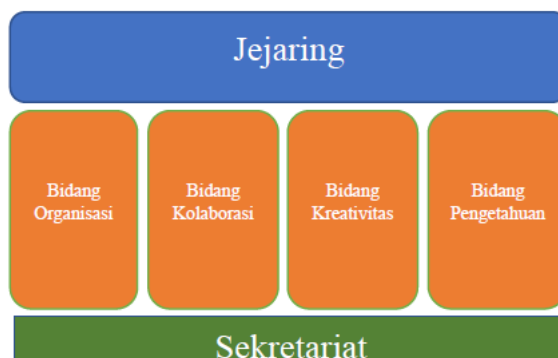 Jejaring
Bidang
Organisasi
Bidang
Kolaborasi
Bidang
Kreativitas
Bidang
Pengetahuan
Sekretariat